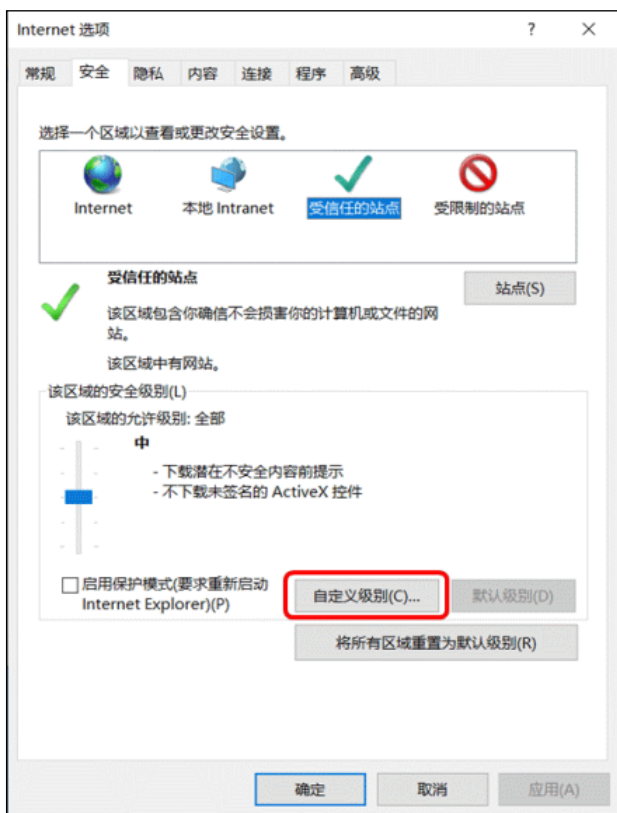 Internet 选项
常规 安全 隐私 内容 连接 程序 高级
选择一个区域以查看或更改安全设置。
Internet 本地 Intranet 受信任的站点 受限制的站点
受信任的站点
站点(S)
该区域包含你确信不会损害你的计算机或文件的网
站。
该区域中有网站。
该区域的安全级别(L)
该区域的允许级别: 全部
中
- 下载潜在不安全内容前提示
- 不下载未签名的 ActiveX 控件
启用保护模式(要求重新启动
Internet Explorer)(P)
自定义级别(C)...
默认级别(D)
将所有区域重置为默认级别(R)
确定 取消 应用(A)